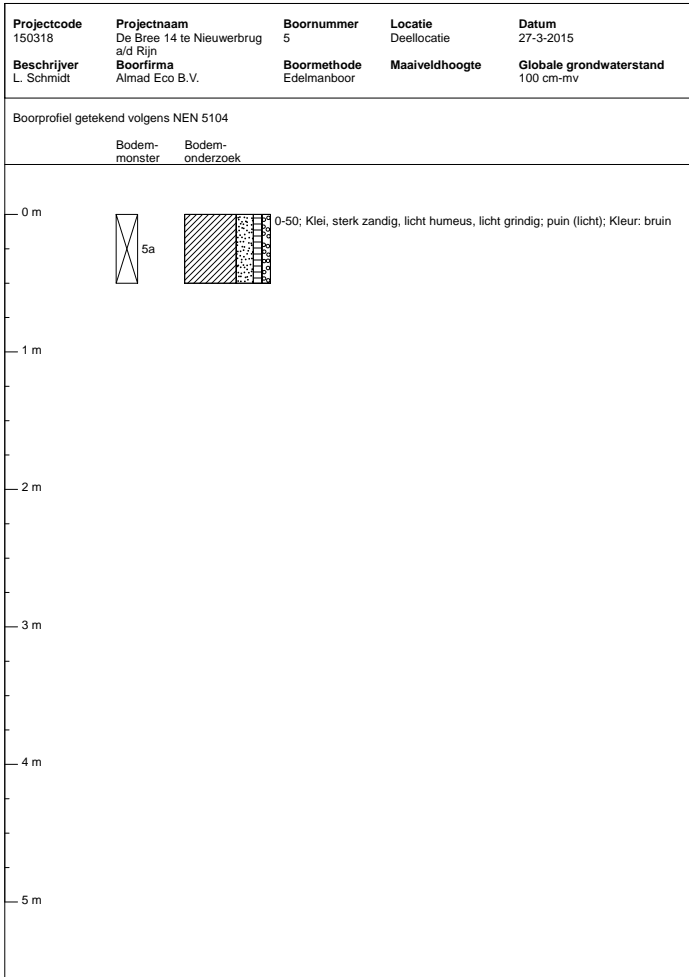 Projectcode Projectnaam Boornummer Locatie Datum
150318 De Bree 14 te Nieuwerbrug 5 Deellocatie 27-3-2015
a/d Rijn
Beschrijver Boorfirma Boormethode Maaiveldhoogte Globale grondwaterstand
L. Schmidt Almad Eco B.V. Edelmanboor 100 cm-mv
Boorprofiel getekend volgens NEN 5104
Bodem- Bodem-
monster onderzoek
0 m
0-50; Klei, sterk zandig, licht humeus, licht grindig; puin (licht); Kleur: bruin
5a
1 m
2 m
3 m
4 m
5 m